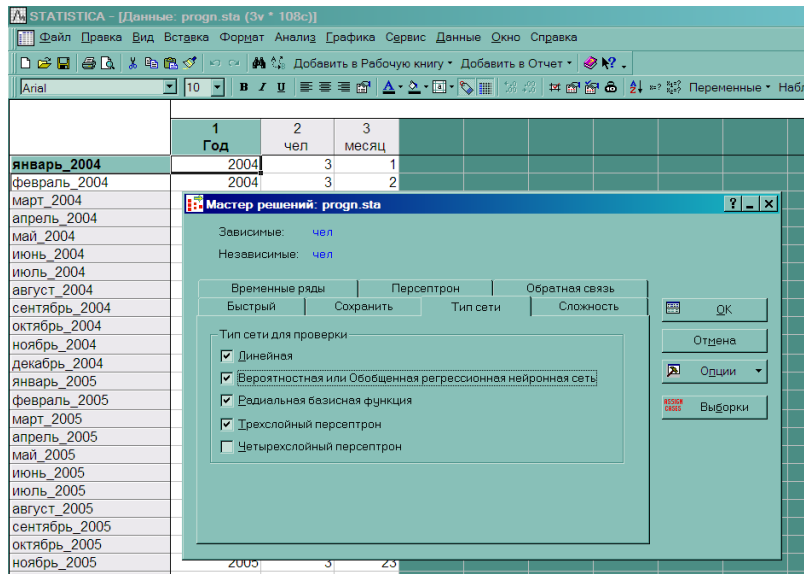 STATISTICA - [Данные: progn.sta (3v * 108c)]
Файл Правка Вид Вставка Формат Анализ Графика Сервис Данные Окно Справка
Добавить в Рабочую книгу Добавить в Отчет
Arial 10 B I U Переменные Набл
1 2 3
Год чел месяц
январь_2004 2004 3 1
февраль_2004 2004 3 2
март_2004
апрель_2004
май_2004
июнь_2004
июль_2004
август_2004
сентябрь_2004
октябрь_2004
ноябрь_2004
декабрь_2004
январь_2005
февраль_2005
март_2005
апрель_2005
май_2005
июнь_2005
июль_2005
август_2005
сентябрь_2005
октябрь_2005
ноябрь_2005 2005 3 23
Мастер решений: progn.sta
Зависимые: чел
Независимые: чел
Временные ряды Персептрон Обратная связь
Быстрый Сохранить Тип сети Сложность
Тип сети для проверки
Линейная
Вероятностная или Обобщенная регрессионная нейронная сеть
Радиальная базисная функция
Трехслойный персептрон
Четырехслойный персептрон
OK
Отмена
Опции
Выборки